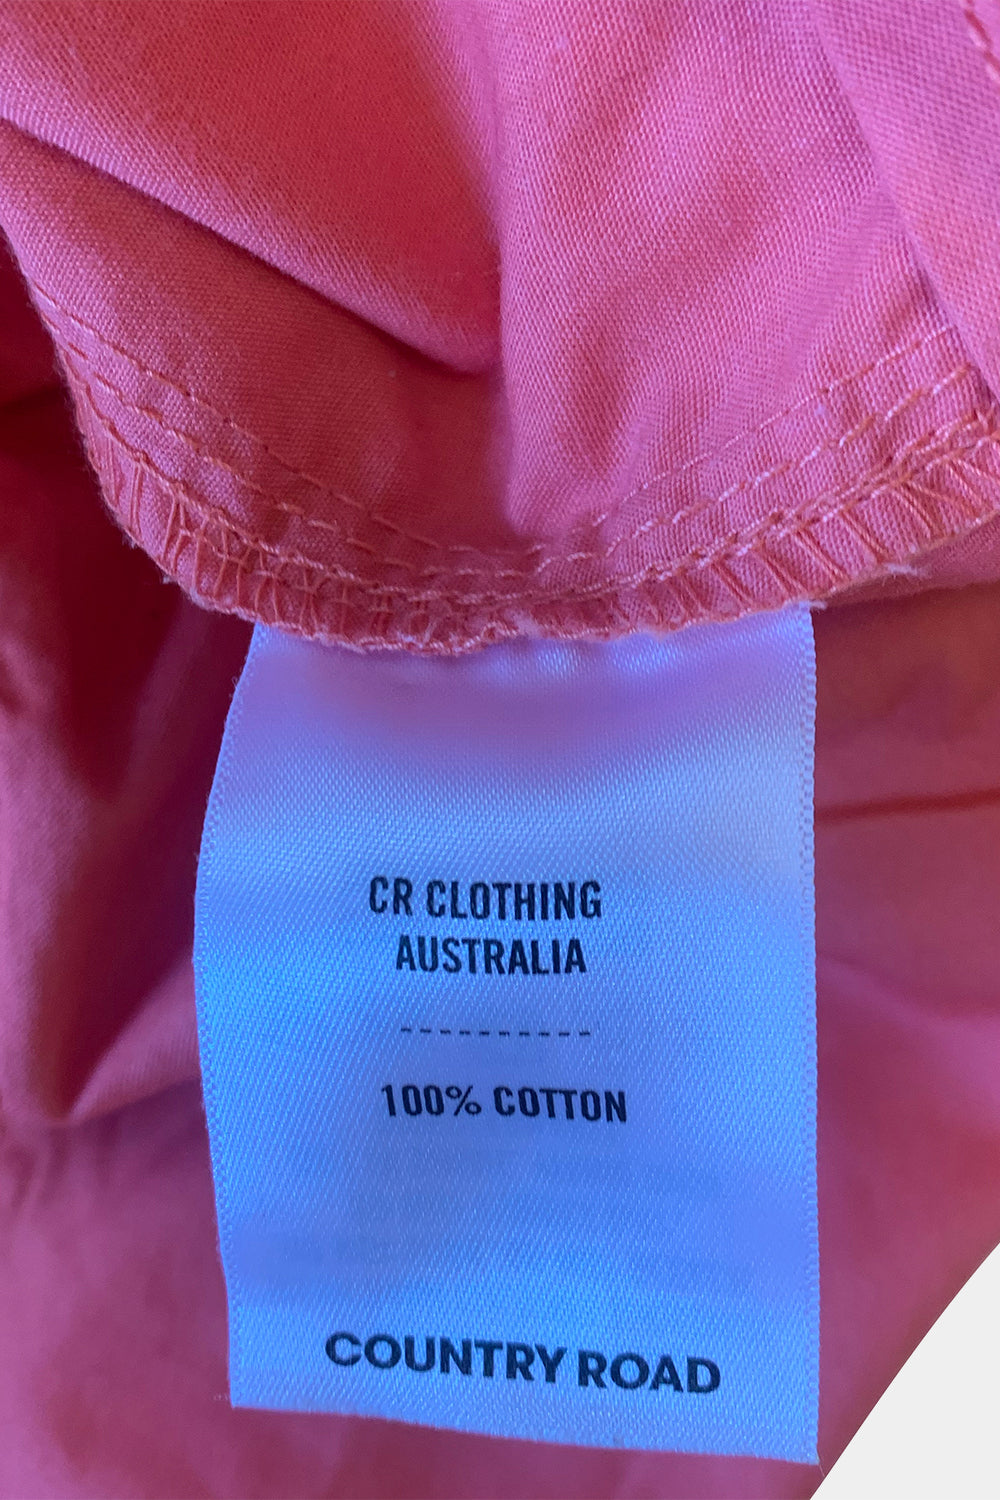 CR CLOTHING
AUSTRALIA
----------
100% COTTON
COUNTRY ROAD